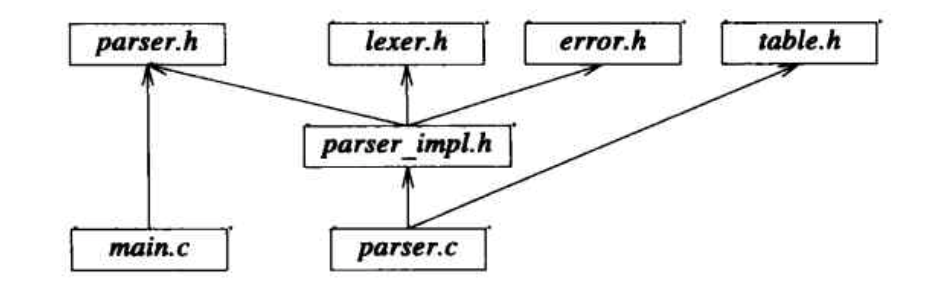 parser.h
lexer.h
error.h
table.h
parser_impl.h
main.c
parser.c